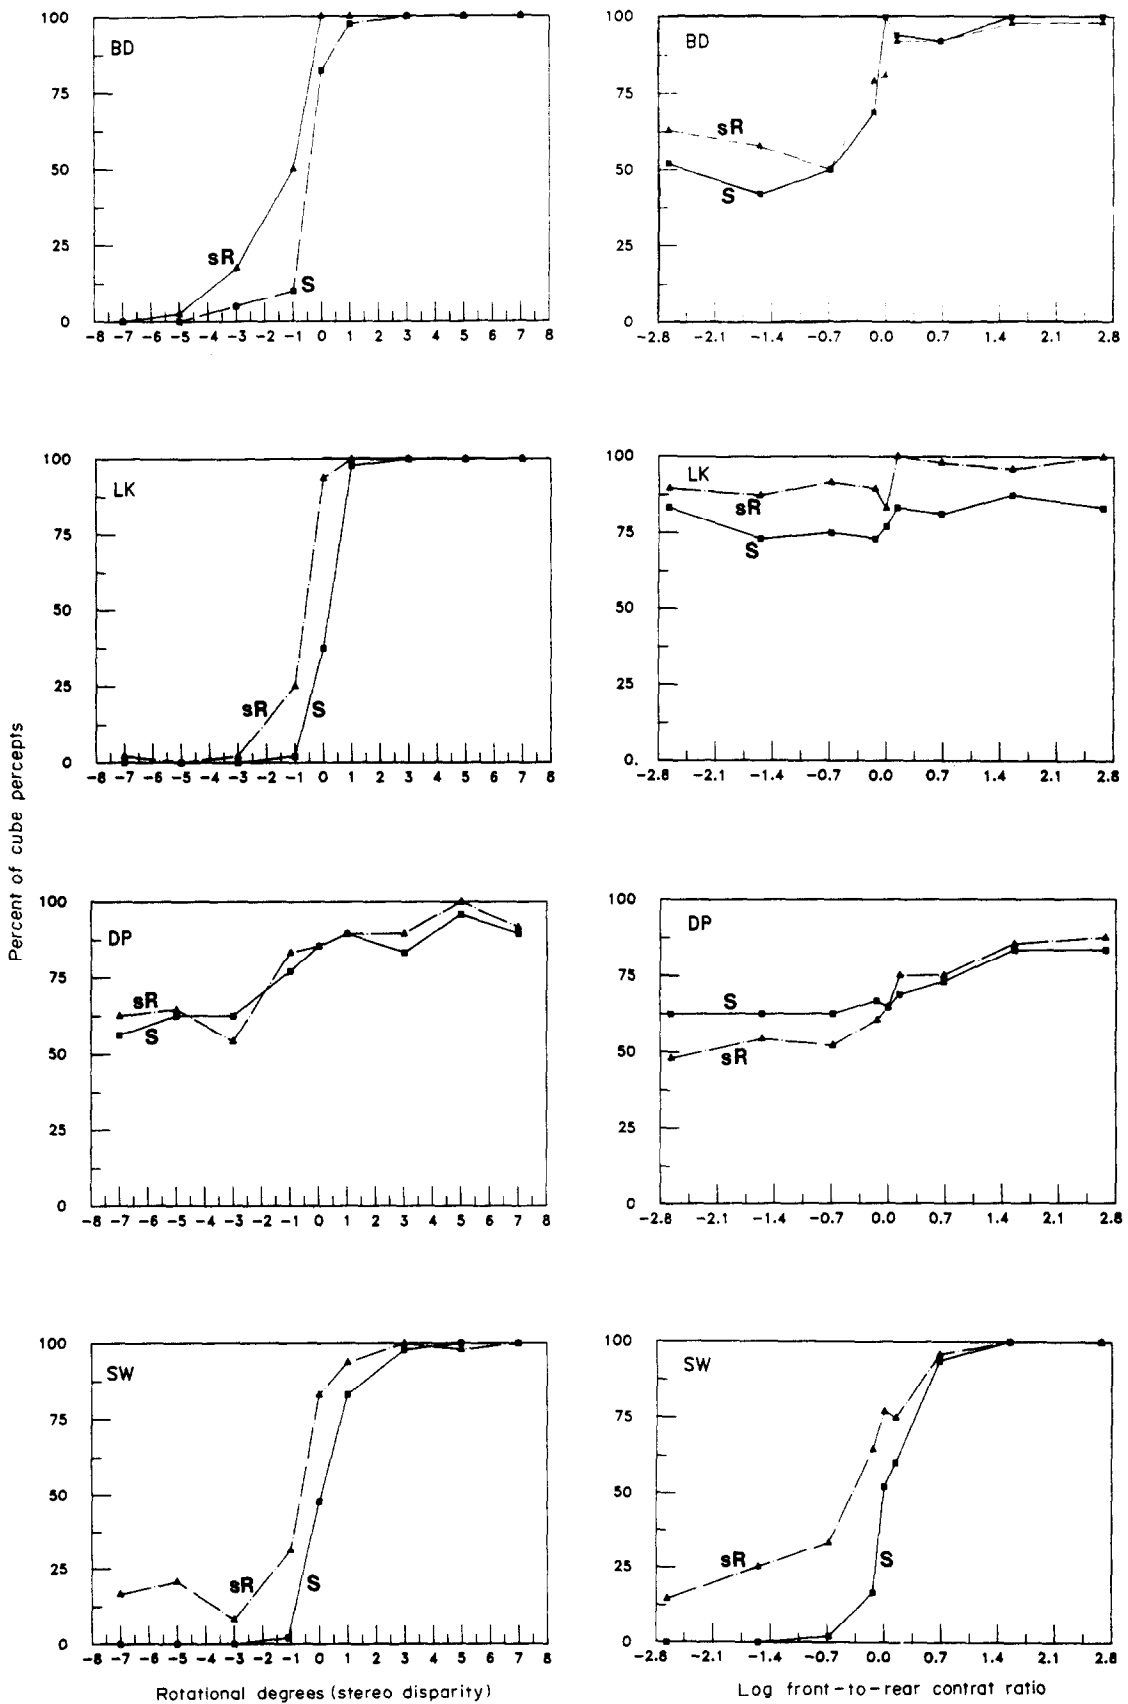 100
75
50
25
0
BD
sR
S
-8 -7 -6 -5 -4 -3 -2 -1 0 1 2 3 4 5 6 7 8
100
75
50
25
0
BD
sR
S
-2.8 -2.1 -1.4 -0.7 0.0 0.7 1.4 2.1 2.8
100
75
50
25
0
LK
sR
S
-8 -7 -6 -5 -4 -3 -2 -1 0 1 2 3 4 5 6 7 8
100
75
50
25
0.
LK
sR
S
-2.8 -2.1 -1.4 -0.7 0.0 0.7 1.4 2.1 2.8
Percent of cube percepts
100
75
50
25
0
DP
sR
S
-8 -7 -6 -5 -4 -3 -2 -1 0 1 2 3 4 5 6 7 8
100
75
50
25
0
DP
S
sR
-2.8 -2.1 -1.4 -0.7 0.0 0.7 1.4 2.1 2.8
100
75
50
25
0
SW
sR
S
-8 -7 -6 -5 -4 -3 -2 -1 0 1 2 3 4 5 6 7 8
Rotational degrees (stereo disparity)
100
75
50
25
0
SW
sR
S
-2.8 -2.1 -1.4 -0.7 0.0 0.7 1.4 2.1 2.8
Log front-to-rear contrat ratio